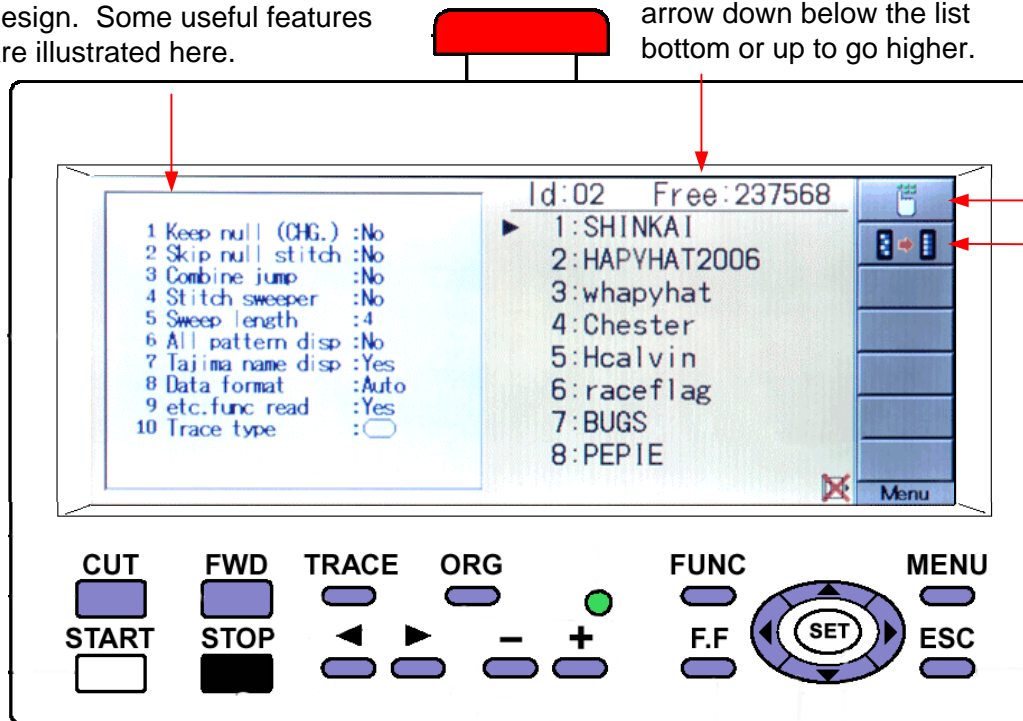 esign. Some useful features
re illustrated here.
arrow down below the list
bottom or up to go higher.
1 Keep null (CHG.) :No
2 Skip null stitch :No
3 Combine jump :No
4 Stitch sweeper :No
5 Sweep length :4
6 All pattern disp :No
7 Tajima name disp :Yes
8 Data format :Auto
9 etc.func read :Yes
10 Trace type :
Id:02 Free:237568
1:SHINKAI
2:HAPYHAT2006
3:whapyhat
4:Chester
5:Hcalvin
6:raceflag
7:BUGS
8:PEPIE
Menu
CUT FWD TRACE ORG FUNC MENU
START STOP - + F.F SET ESC